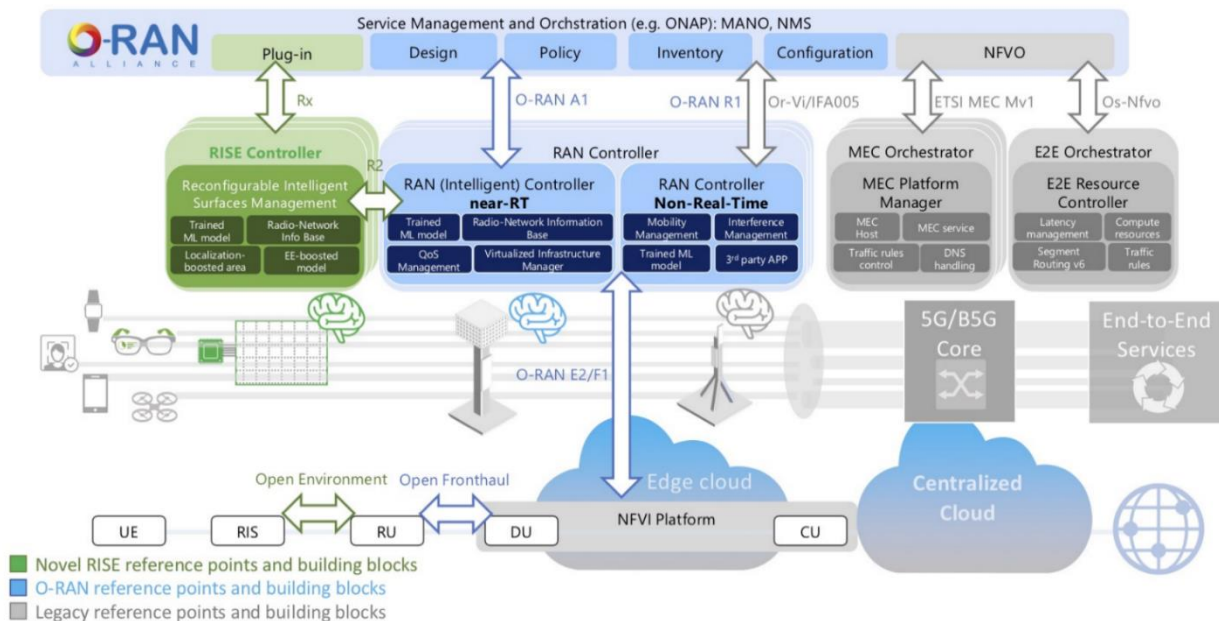 Service Management and Orchstration (e.g. ONAP): MANO, NMS
O-RAN
ALLIANCE
Plug-in
Design
Policy
Inventory
Configuration
NFVO
Rx
O-RAN A1
O-RAN R1
Or-Vi/IFA005
ETSI MEC Mv1
Os-Nfvo
RISE Controller
Reconfigurable Intelligent
Surfaces Management
Trained
ML model
Radio-Network
Info Base
Localization-
boosted area
EE-boosted
model
R2
RAN Controller
RAN (Intelligent) Controller
near-RT
Trained
ML model
Radio-Network Information
Base
QoS
Management
Virtualized Infrastructure
Manager
RAN Controller
Non-Real-Time
Mobility
Management
Interference
Management
Trained ML
model
3rd party APP
MEC Orchestrator
MEC Platform
Manager
MEC
Host
MEC service
Traffic rules
control
DNS
handling
E2E Orchestrator
E2E Resource
Controller
Latency
management
Compute
resources
Segment
Routing v6
Traffic
rules
O-RAN E2/F1
5G/B5G
Core
End-to-End
Services
Open Environment
Open Fronthaul
Edge cloud
Centralized
Cloud
UE
RIS
RU
DU
NFVI Platform
CU
Novel RISE reference points and building blocks
O-RAN reference points and building blocks
Legacy reference points and building blocks